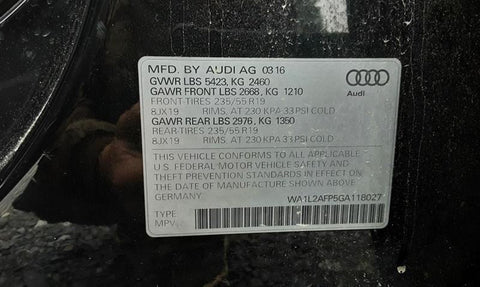 MFD. BY AUDI AG 03 16
GVWR LBS 5423, KG 2460
GAWR FRONT LBS 2668, KG 1210
FRONT-TIRES 235/55 R19
8JX19 RIMS, AT 230 KPA 33 PSI COLD
GAWR REAR LBS 2976, KG 1350
REAR-TIRES 235/55 R19
8JX19 RIMS, AT 230 KPA 33 PSI COLD
Audi
THIS VEHICLE CONFORMS TO ALL APPLICABLE
U.S. FEDERAL MOTOR VEHICLE SAFETY AND
THEFT PREVENTION STANDARDS IN EFFECT ON
THE DATE OF MANUFACTURE SHOWN ABOVE
GERMANY.
WA1L2AFP5GA118027
TYPE:
MPV